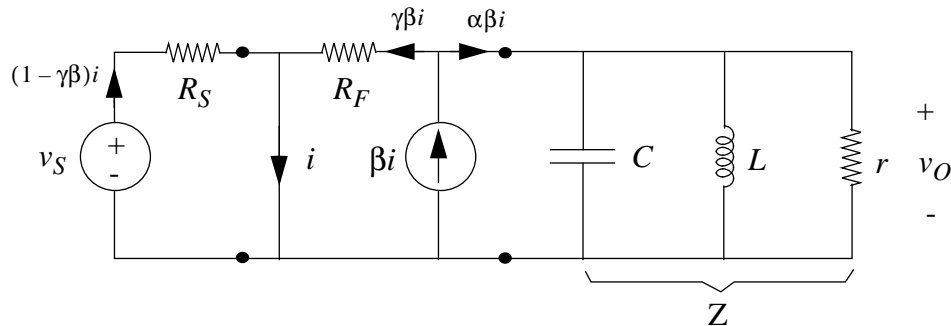 γβi αβi
(1 – γβ)i
R_S R_F
+
v_S + - i βi C L r v_O
-
Z